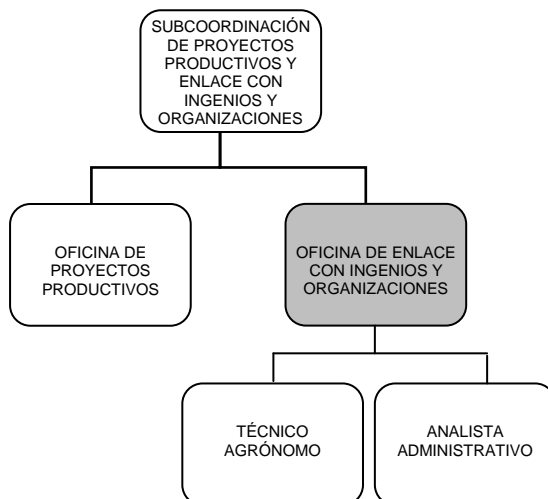 SUBCOORDINACIÓN
DE PROYECTOS
PRODUCTIVOS Y
ENLACE CON
INGENIOS Y
ORGANIZACIONES
OFICINA DE
PROYECTOS
PRODUCTIVOS
OFICINA DE ENLACE
CON INGENIOS Y
ORGANIZACIONES
TÉCNICO
AGRÓNOMO
ANALISTA
ADMINISTRATIVO